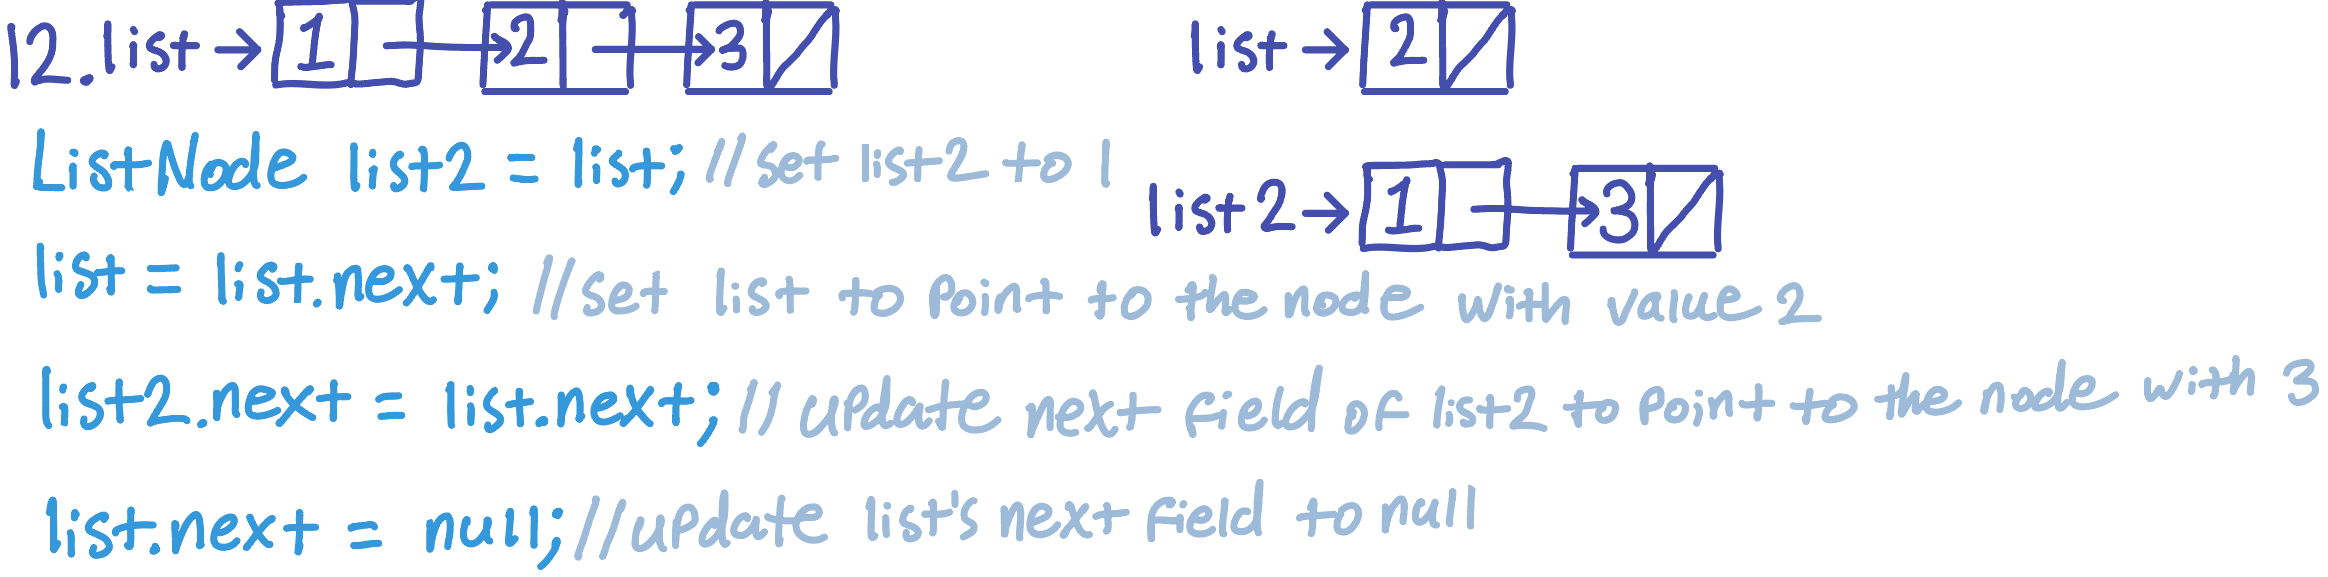 12. list → 1 2 3 list → 2
ListNode list2 = list; //set list2 to 1
list2 → 1 3
list = list.next; //set list to point to the node with value 2
list2.next = list.next; // update next field of list2 to point to the node with 3
list.next = null; //update list's next field to null